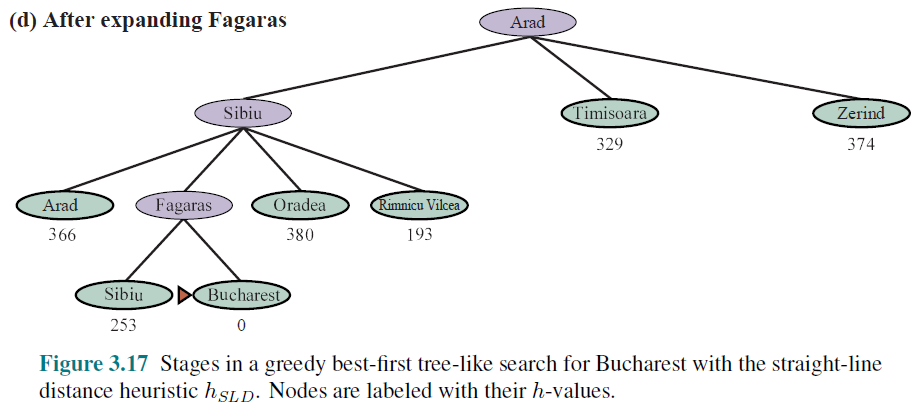 (d) After expanding Fagaras
Arad
Sibiu
Timisoara
Zerind
329
374
Arad
Fagaras
Oradea
Rimnicu Vilcea
366
380
193
Sibiu
Bucharest
253
0
Figure 3.17 Stages in a greedy best-first tree-like search for Bucharest with the straight-line
distance heuristic hSLD. Nodes are labeled with their h-values.